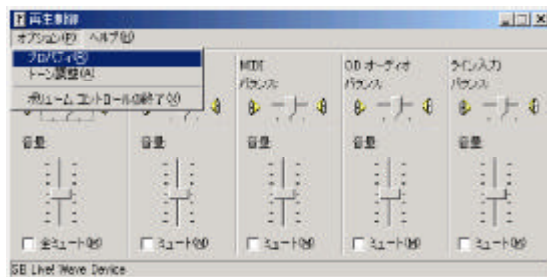 再生制御
オプション(P) ヘルプ(H)
プロパティ(R)
トーン調整(A)
ボリューム コントロールの終了(X)
MIDI
バランス
CD オーディオ
バランス
ライン入力
バランス
音量
音量
音量
音量
音量
全ミュート(M)
ミュート(M)
ミュート(M)
ミュート(M)
ミュート(M)
SB Live! Wave Device